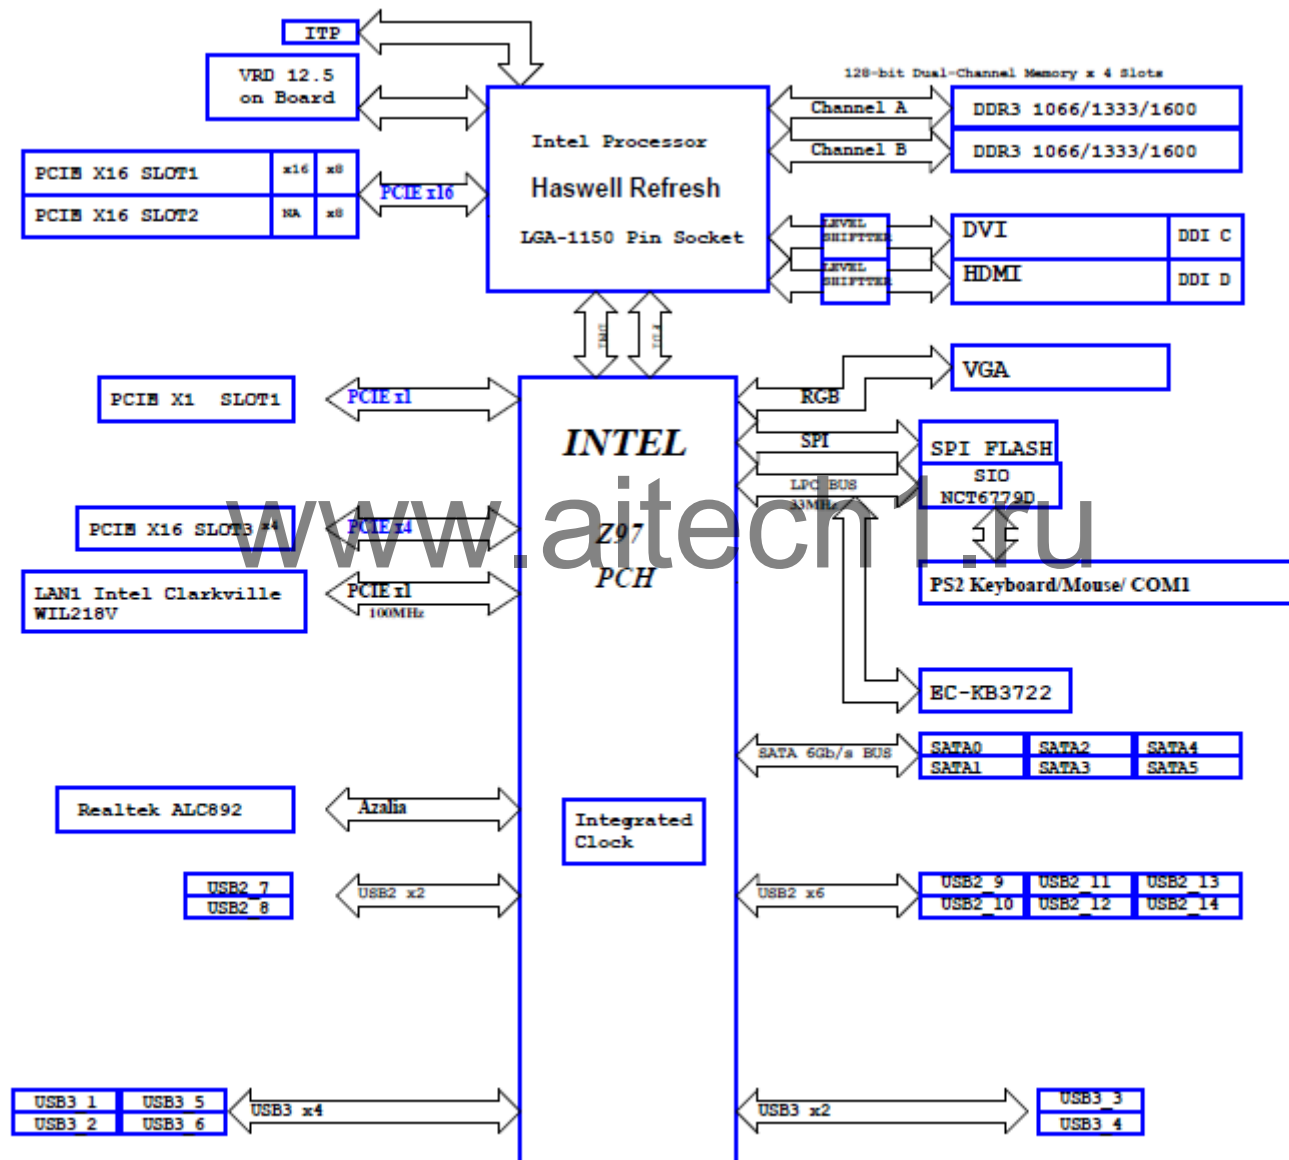 ITP
VRD 12.5
on Board
128-bit Dual-Channel Memory x 4 Slots
Channel A
DDR3 1066/1333/1600
Channel B
DDR3 1066/1333/1600
Intel Processor
Haswell Refresh
LGA-1150 Pin Socket
PCIE X16 SLOT1 x16 x8
PCIE X16 SLOT2 NA x8
PCIE x16
LEVEL
SHIFTTER
DVI DDI C
LEVEL
SHIFTTER
HDMI DDI D
PCIE X1 SLOT1
PCIE x1
INTEL
Z97
PCH
RGB
VGA
SPI
SPI FLASH
LPC BUS
33MHz
SIO
NCT6779D
PCIE X16 SLOT3 x4
PCIE x4
www.aitech1.ru
LAN1 Intel Clarkville
WIL218V
PCIE x1
100MHz
PS2 Keyboard/Mouse/ COM1
EC-KB3722
SATA 6Gb/s BUS
SATA0 SATA2 SATA4
SATA1 SATA3 SATA5
Realtek ALC892
Azalia
Integrated
Clock
USB2_7
USB2_8
USB2 x2
USB2 x6
USB2_9 USB2_11 USB2_13
USB2_10 USB2_12 USB2_14
USB3_1 USB3_5
USB3_2 USB3_6
USB3 x4
USB3 x2
USB3_3
USB3_4